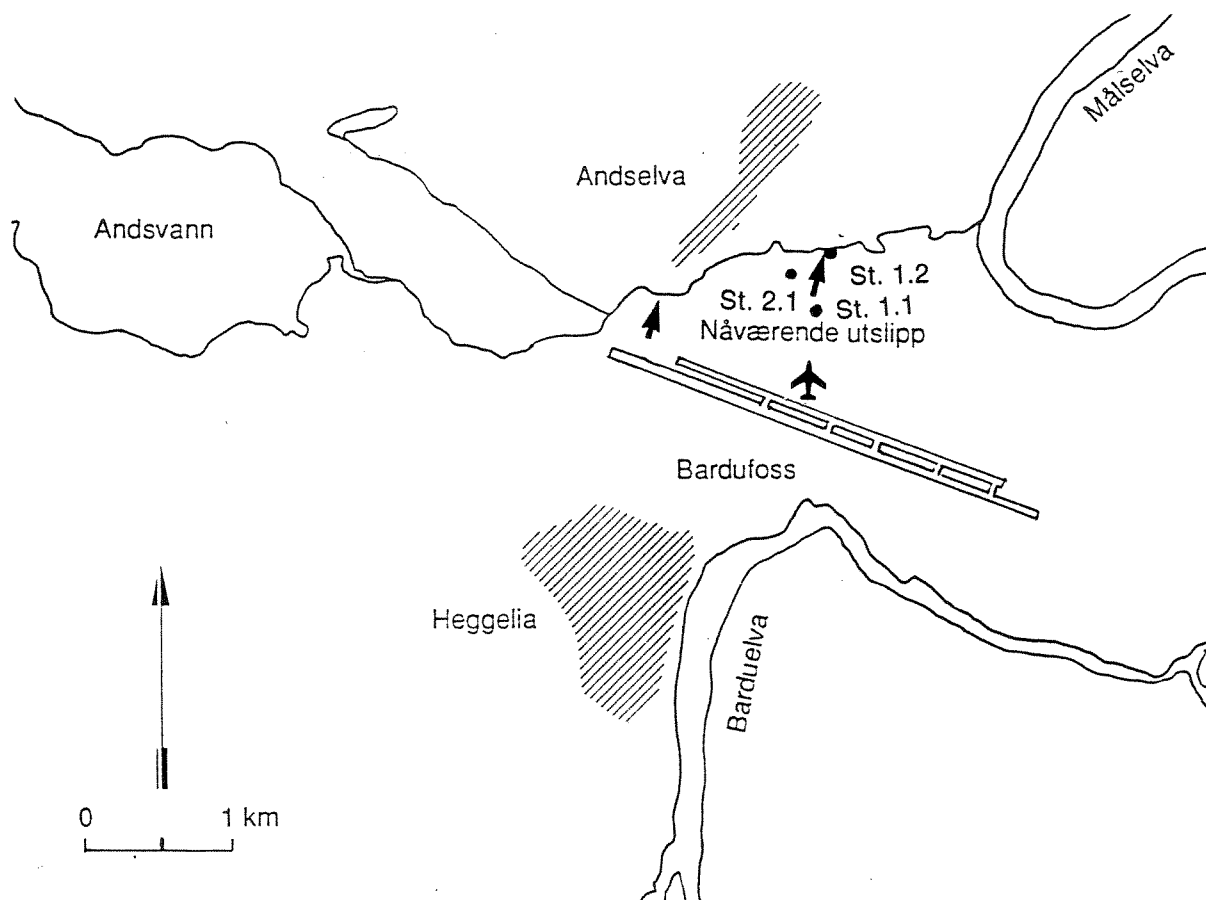 Målselva
Andselva
Andsvann
St. 1.2
St. 2.1
St. 1.1
Nåværende utslipp
Bardufoss
Heggelia
Barduelva
0 1 km